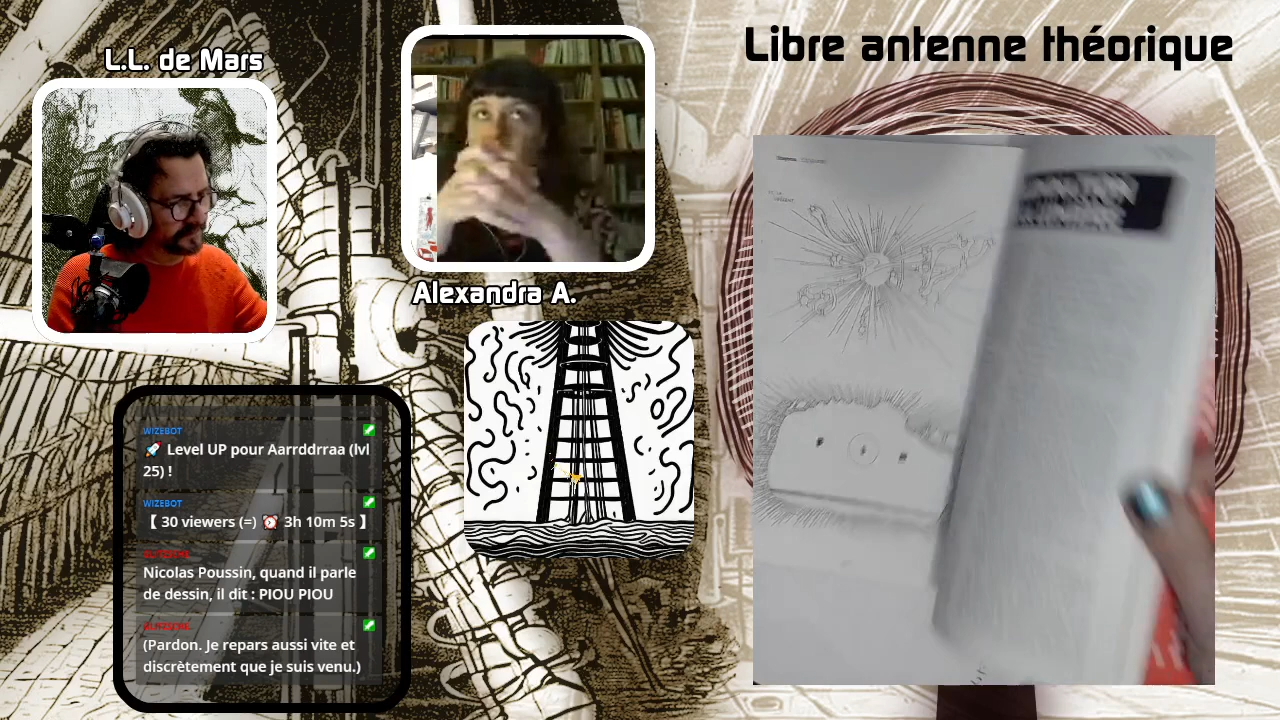 L.L. de Mars
Libre antenne théorique
Alexandra A.
WIZEBOT
🚀 Level UP pour Aarrddrraa (lvl
25) !
WIZEBOT
【 30 viewers (=) ⏰ 3h 10m 5s 】
Nicolas Poussin, quand il parle
de dessin, il dit : PIOU PIOU
(Pardon. Je repars aussi vite et
discrètement que je suis venu.)